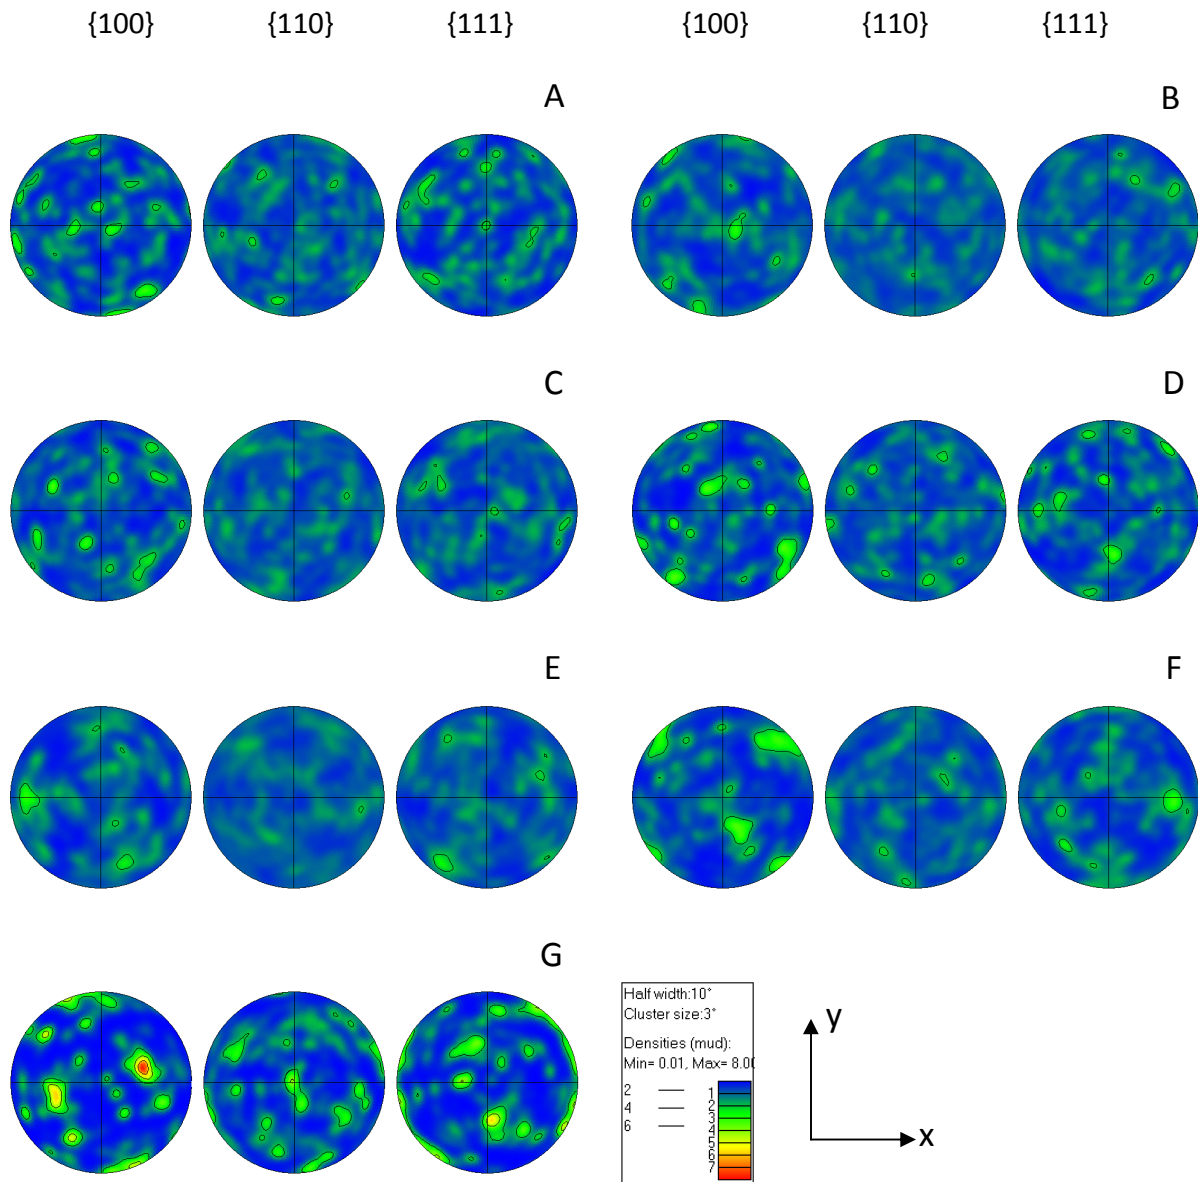 {100} {110} {111} {100} {110} {111}
A B
C D
E F
G
Half width:10°
Cluster size:3°
Densities (mud):
Min= 0.01, Max= 8.00
2
4
6
1
2
3
4
5
6
7
y
x